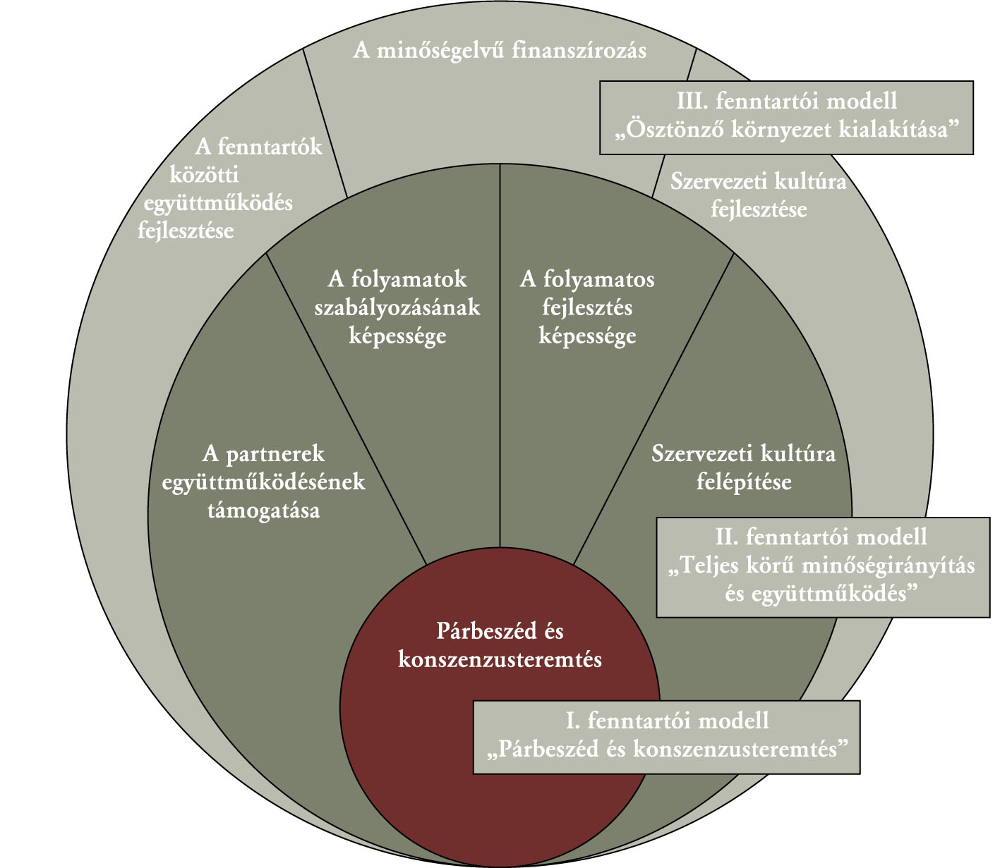 A minőségelvű finanszírozás
III. fenntartói modell
„Ösztönző környezet kialakítása”
A fenntartók
közötti
együttműködés
fejlesztése
Szervezeti kultúra
fejlesztése
A folyamatok
szabályozásának
képessége
A folyamatos
fejlesztés
képessége
A partnerek
együttműködésének
támogatása
Szervezeti kultúra
felépítése
II. fenntartói modell
„Teljes körű minőségirányítás
és együttműködés”
Párbeszéd és
konszenzusteremtés
I. fenntartói modell
„Párbeszéd és konszenzusteremtés”